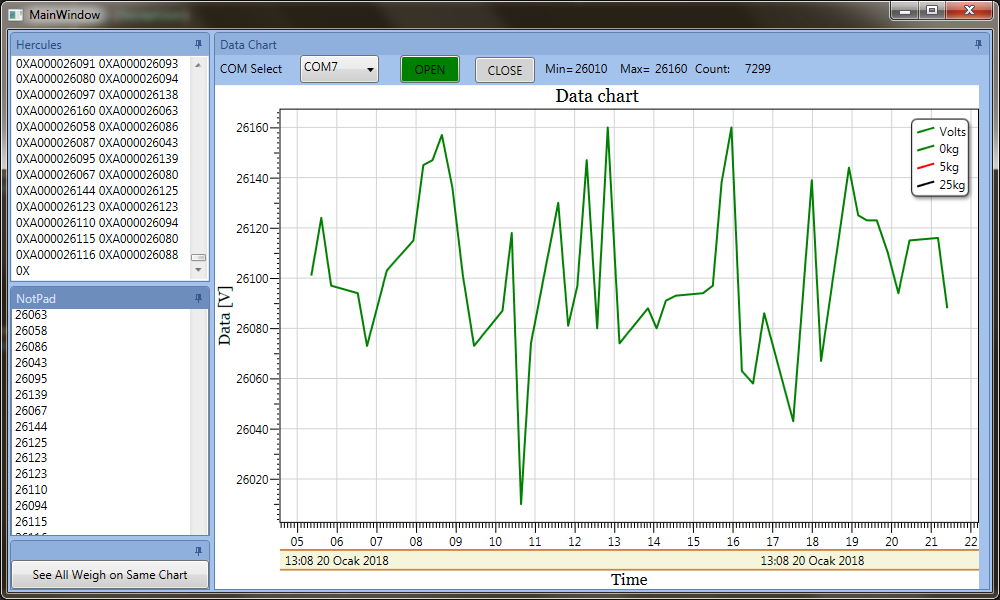 MainWindow
Hercules
0XA000026091 0XA000026093
0XA000026080 0XA000026094
0XA000026097 0XA000026138
0XA000026160 0XA000026063
0XA000026058 0XA000026086
0XA000026087 0XA000026043
0XA000026095 0XA000026139
0XA000026067 0XA000026080
0XA000026144 0XA000026125
0XA000026123 0XA000026123
0XA000026110 0XA000026094
0XA000026115 0XA000026080
0XA000026116 0XA000026088
0X
NotPad
26063
26058
26086
26043
26095
26139
26067
26144
26125
26123
26123
26110
26094
26115
26116
See All Weigh on Same Chart
Data Chart
COM Select COM7 OPEN CLOSE Min= 26010 Max= 26160 Count: 7299
Data chart
Volts
0kg
5kg
25kg
Data [V]
26160
26140
26120
26100
26080
26060
26040
26020
05 06 07 08 09 10 11 12 13 14 15 16 17 18 19 20 21 22
13:08 20 Ocak 2018 13:08 20 Ocak 2018
Time